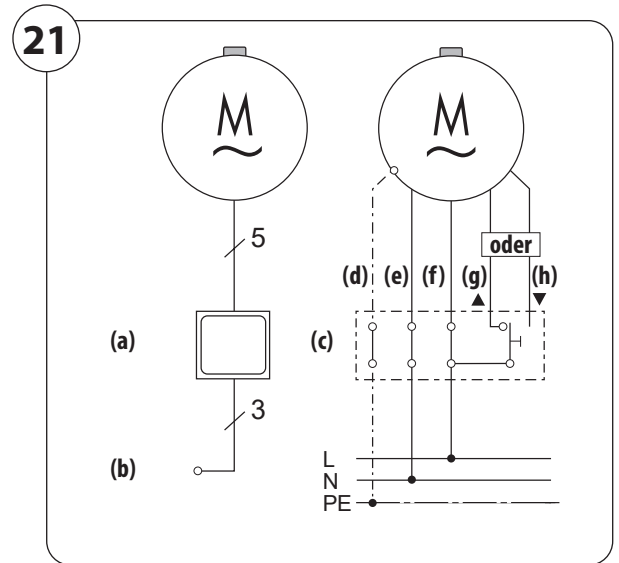 21
M M
5
oder
(d) (e) (f) (g) (h)
▲ ▼
(a) (c)
3
(b)
L
N
PE